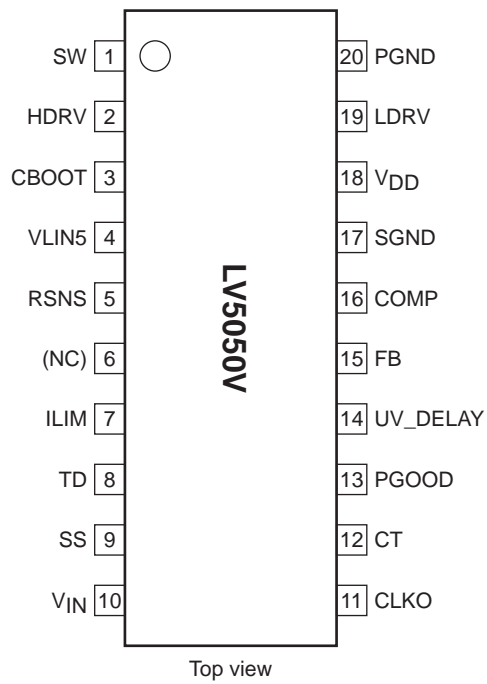 SW 1
HDRV 2
CBOOT 3
VLIN5 4
RSNS 5
(NC) 6
ILIM 7
TD 8
SS 9
VIN 10
LV5050V
20 PGND
19 LDRV
18 VDD
17 SGND
16 COMP
15 FB
14 UV_DELAY
13 PGOOD
12 CT
11 CLKO
Top view